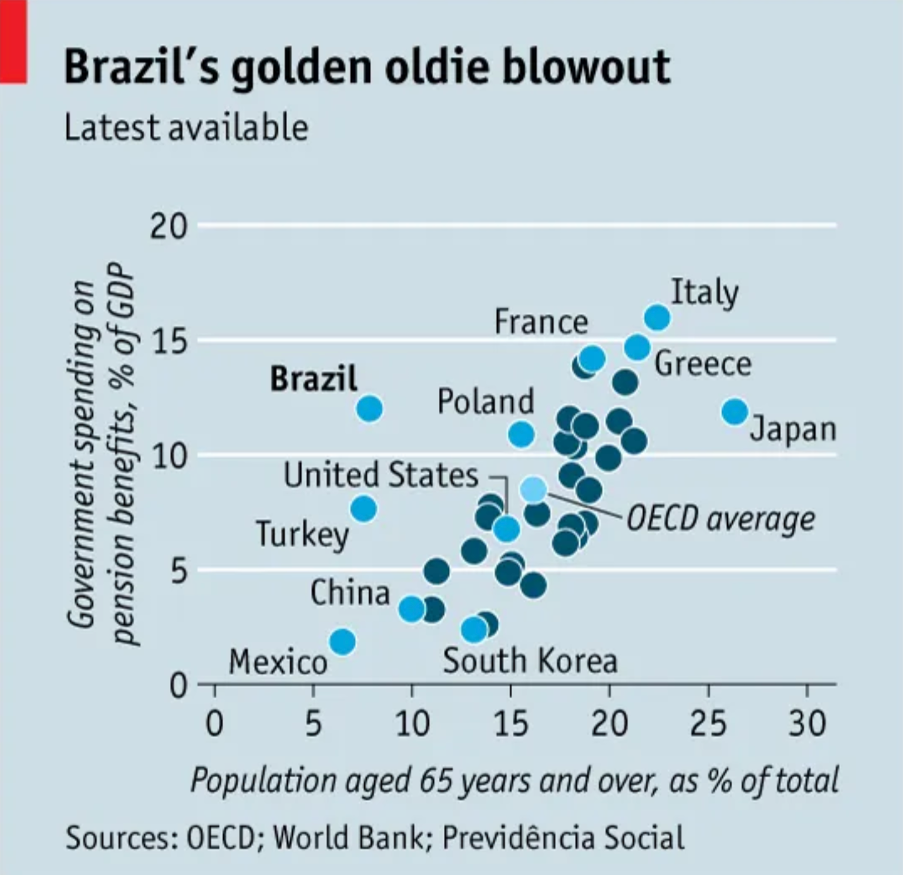 Brazil's golden oldie blowout
Latest available
Government spending on
pension benefits, % of GDP
20
15
10
5
0
Italy
France
Greece
Brazil
Poland
Japan
United States
OECD average
Turkey
China
Mexico
South Korea
0 5 10 15 20 25 30
Population aged 65 years and over, as % of total
Sources: OECD; World Bank; Previdência Social